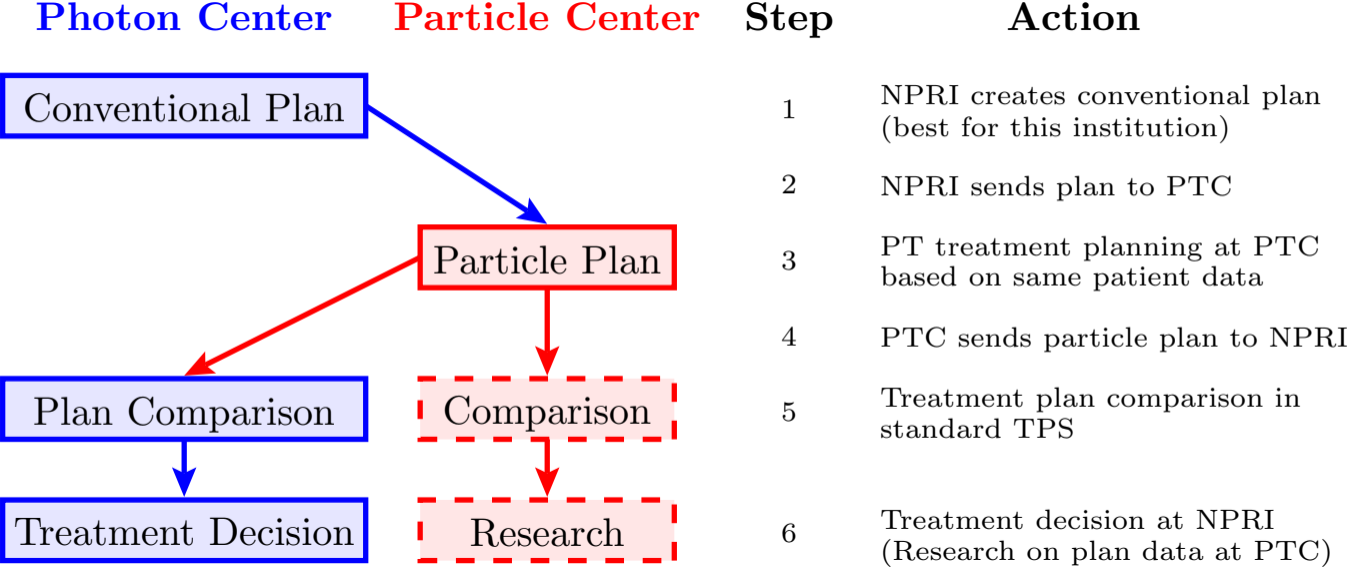 Photon Center Particle Center Step Action
Conventional Plan 1 NPRI creates conventional plan
(best for this institution)
2 NPRI sends plan to PTC
Particle Plan 3 PT treatment planning at PTC
based on same patient data
4 PTC sends particle plan to NPRI
Plan Comparison Comparison 5 Treatment plan comparison in
standard TPS
Treatment Decision Research 6 Treatment decision at NPRI
(Research on plan data at PTC)